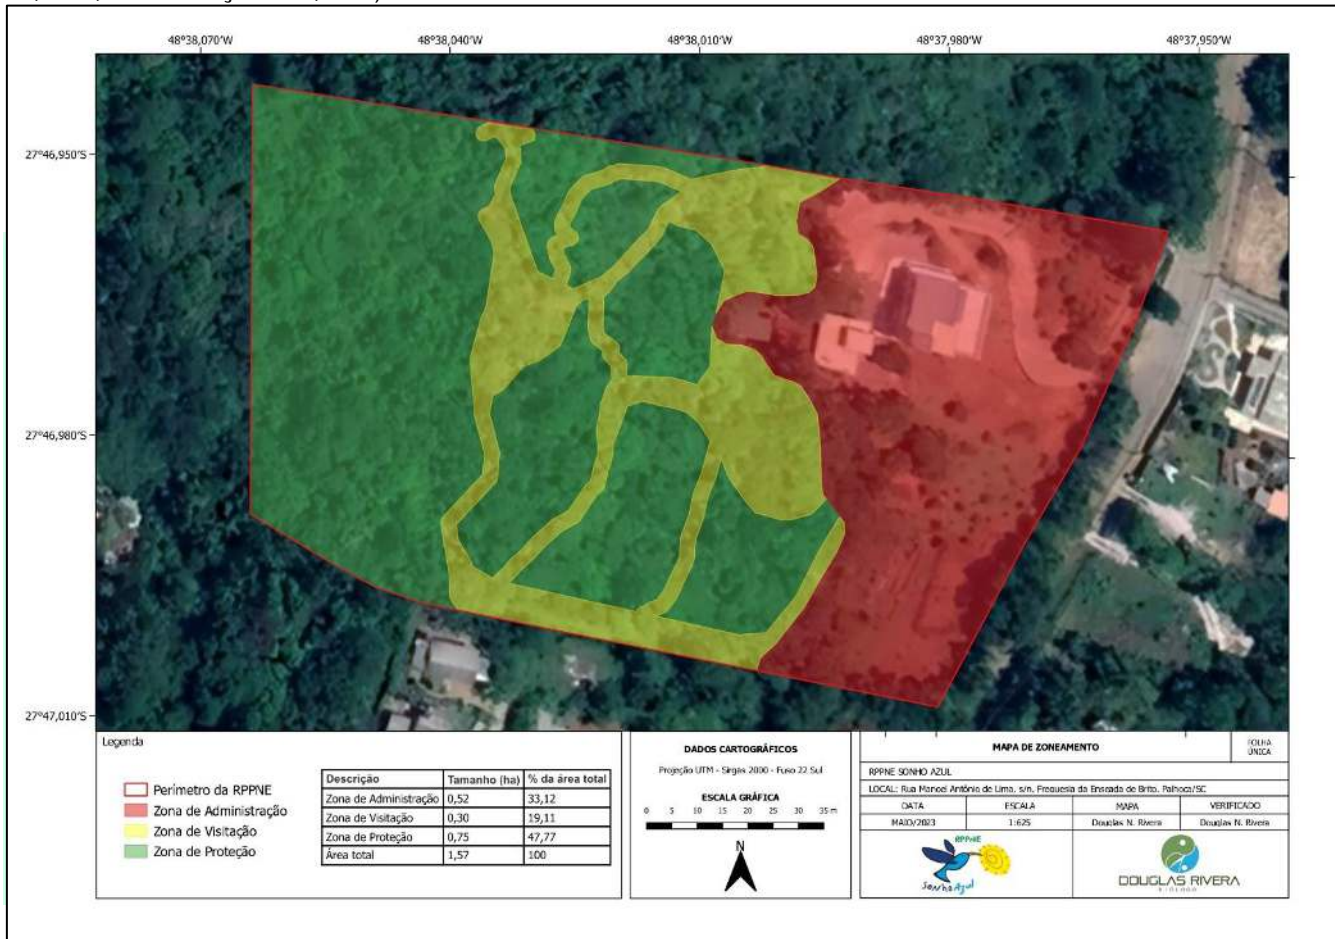 48°38,070'W 48°38,040'W 48°38,010'W 48°37,980'W 48°37,950'W
27°46,950'S
27°46,980'S
27°47,010'S
Legenda
Perímetro da RPPNE
Zona de Administração
Zona de Visitação
Zona de Proteção
Descrição Tamanho (ha) % da área total
Zona de Administração 0,52 33,12
Zona de Visitação 0,30 19,11
Zona de Proteção 0,75 47,77
Área total 1,57 100
DADOS CARTOGRÁFICOS
Projeção UTM - Sirgas 2000 - Fuso 22 Sul
ESCALA GRÁFICA
0 5 10 15 20 25 30 35 m
N
MAPA DE ZONEAMENTO
FOLHA
ÚNICA
RPPNE SONHO AZUL
LOCAL: Rua Manoel Antônio de Lima, s/n, Freguesia da Enseada de Brito, Palhoça/SC
DATA ESCALA MAPA VERIFICADO
MAIO/2023 1:625 Douglas N. Rivera Douglas N. Rivera
RPPNE
Sonho Azul
DOUGLAS RIVERA
BIÓLOGO